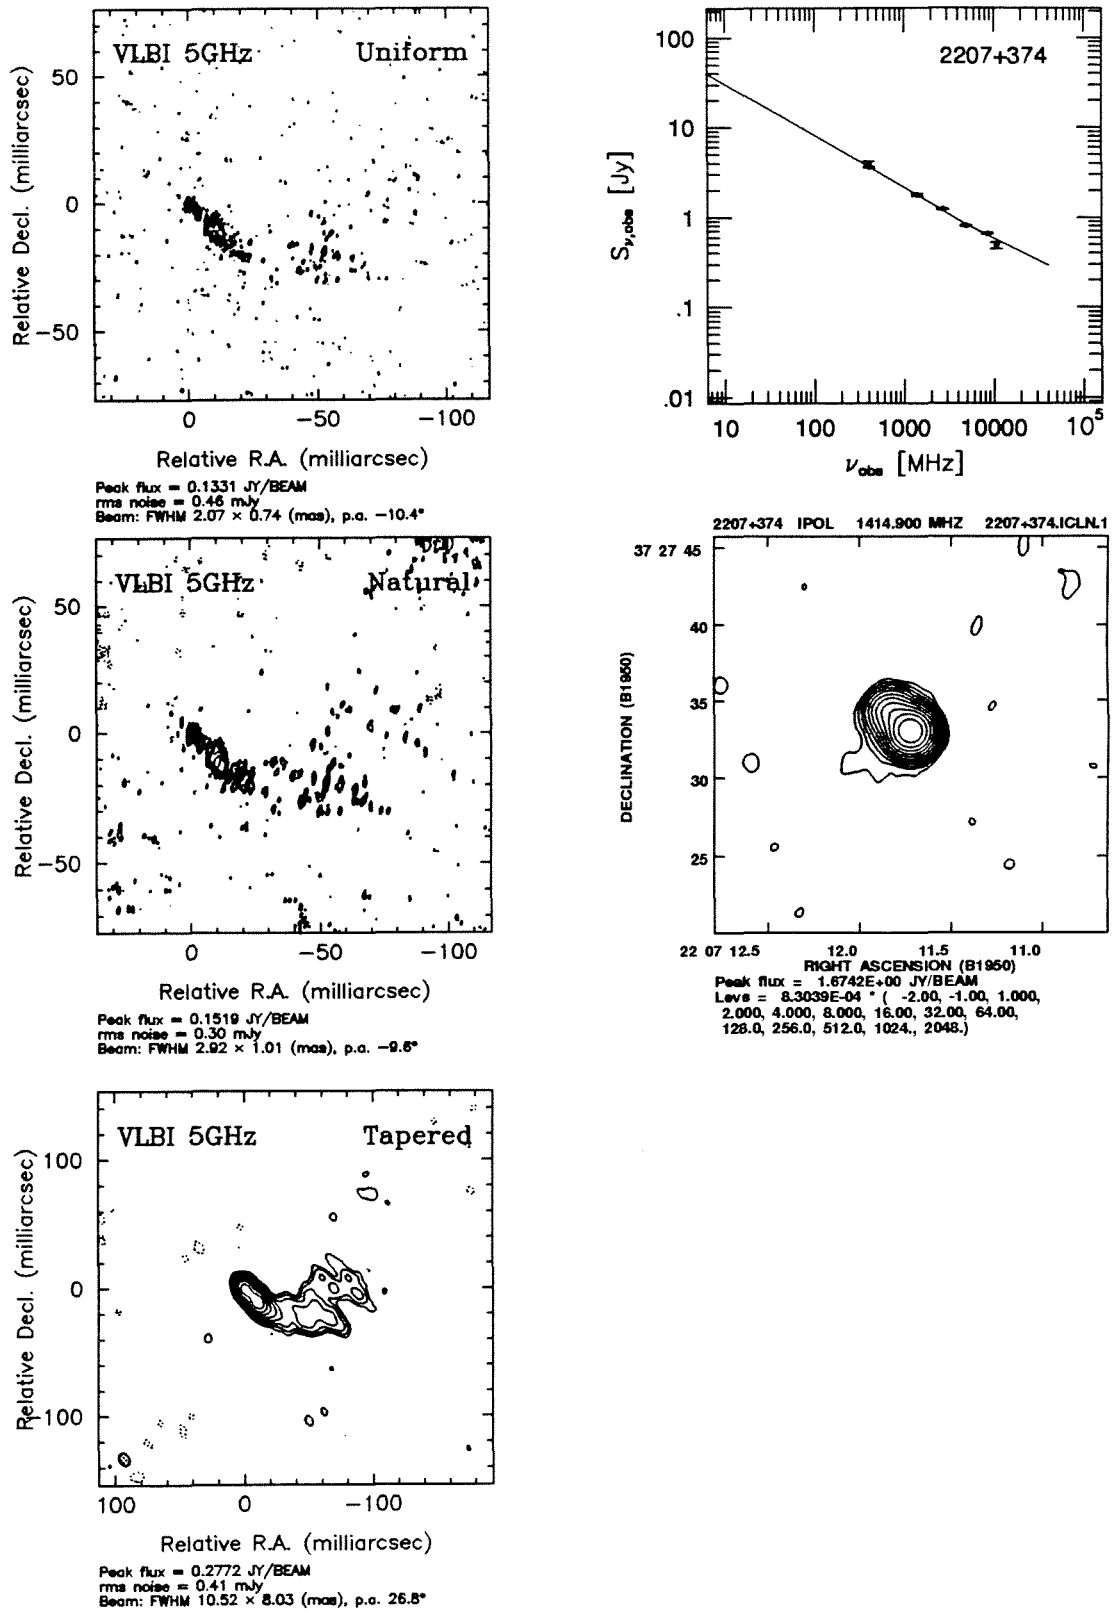 VLBI 5GHz Uniform
Relative Decl. (milliarcsec)
50
0
−50
0 −50 −100
Relative R.A. (milliarcsec)
Peak flux = 0.1331 JY/BEAM
rms noise = 0.46 mJy
Beam: FWHM 2.07 × 0.74 (mas), p.a. −10.4°
2207+374
S_ν,obs [Jy]
100
10
1
.1
.01
10 100 1000 10000 10^5
ν_obs [MHz]
VLBI 5GHz Natural
Relative Decl. (milliarcsec)
50
0
−50
0 −50 −100
Relative R.A. (milliarcsec)
Peak flux = 0.1519 JY/BEAM
rms noise = 0.30 mJy
Beam: FWHM 2.92 × 1.01 (mas), p.a. −9.6°
2207+374 IPOL 1414.900 MHZ 2207+374.ICLN.1
DECLINATION (B1950)
37 27 45
40
35
30
25
22 07 12.5 12.0 11.5 11.0
RIGHT ASCENSION (B1950)
Peak flux = 1.6742E+00 JY/BEAM
Levs = 8.3039E-04 * ( -2.00, -1.00, 1.000,
2.000, 4.000, 8.000, 16.00, 32.00, 64.00,
128.0, 256.0, 512.0, 1024., 2048.)
VLBI 5GHz Tapered
Relative Decl. (milliarcsec)
100
0
−100
100 0 −100
Relative R.A. (milliarcsec)
Peak flux = 0.2772 JY/BEAM
rms noise = 0.41 mJy
Beam: FWHM 10.52 × 8.03 (mas), p.a. 26.8°